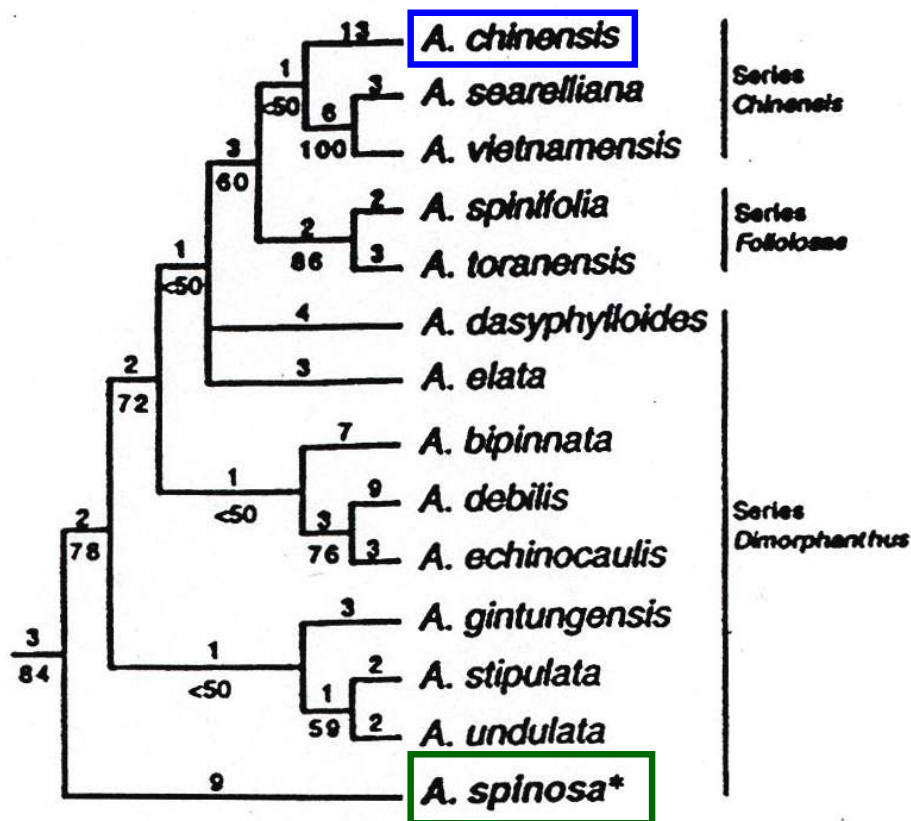 13 A. chinensis
1
<50
3 A. searelliana
6
100 A. vietnamensis
Series
Chinensis
3
60
2 A. spinifolia
2
86
3 A. toranensis
Series
Foliolosae
1
<50
4 A. dasyphylloides
3 A. elata
2
72
7 A. bipinnata
1
<50
9 A. debilis
3
76
3 A. echinocaulis
Series
Dimorphanthus
2
78
3 A. gintungensis
1
<50
2 A. stipulata
1
59
2 A. undulata
3
84
9 A. spinosa*